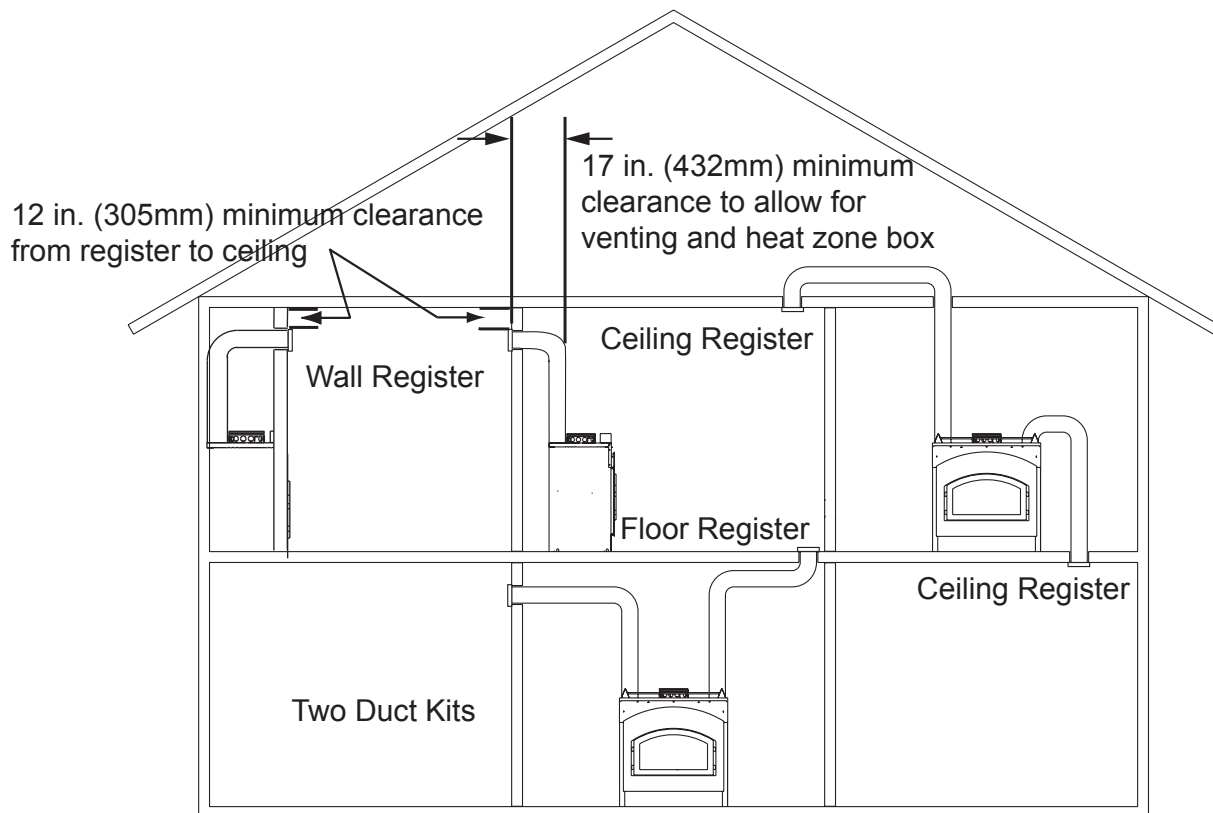 17 in. (432mm) minimum
clearance to allow for
venting and heat zone box
12 in. (305mm) minimum clearance
from register to ceiling
Ceiling Register
Wall Register
Floor Register
Ceiling Register
Two Duct Kits